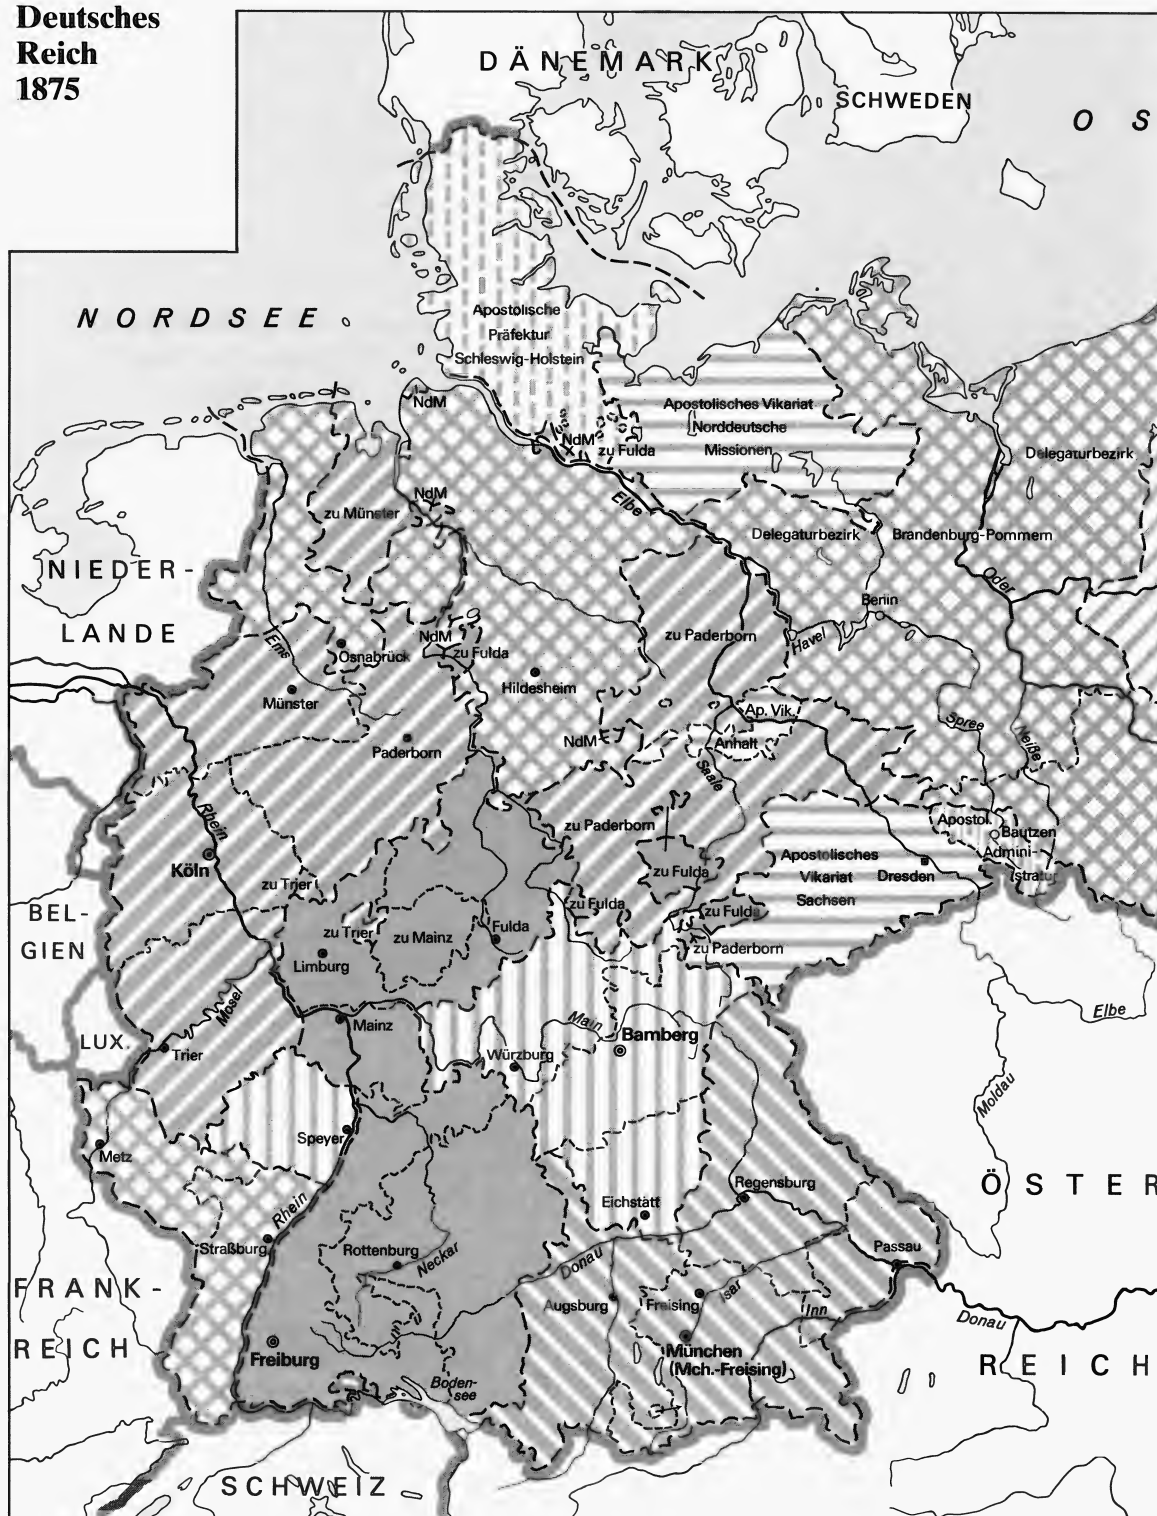 Deutsches
Reich
1875
DÄNEMARK
SCHWEDEN
O S
NORDSEE
Apostolische
Präfektur
Schleswig-Holstein
NdM
Apostolisches Vikariat
Norddeutsche
Missionen
NdM
zu Fulda
Delegaturbezirk
Elbe
NdM
zu Münster
Delegaturbezirk
Brandenburg-Pommern
NIEDER-
LANDE
Oder
Berlin
Ems
Osnabrück
NdM
zu Fulda
zu Paderborn
Havel
Münster
Hildesheim
Ap. Vik.
Anhalt
Spree
Neiße
Paderborn
NdM
Saale
Rhein
Köln
zu Paderborn
Apostol.
Bautzen
Admini-
stratur
Apostolisches
Vikariat
Sachsen
Dresden
zu Trier
zu Fulda
BEL-
GIEN
zu Trier
zu Mainz
Fulda
zu Fulda
zu Fulda
zu Paderborn
Limburg
Mosel
Elbe
LUX.
Trier
Mainz
Main
Würzburg
Bamberg
Moldau
Metz
Speyer
Regensburg
ÖSTER
Eichstätt
Rhein
Straßburg
Rottenburg
Neckar
Donau
Passau
FRANK-
REICH
Augsburg
Freising
Isar
Inn
Donau
Freiburg
München
(Mch.-Freising)
REICH
Boden-
see
SCHWEIZ